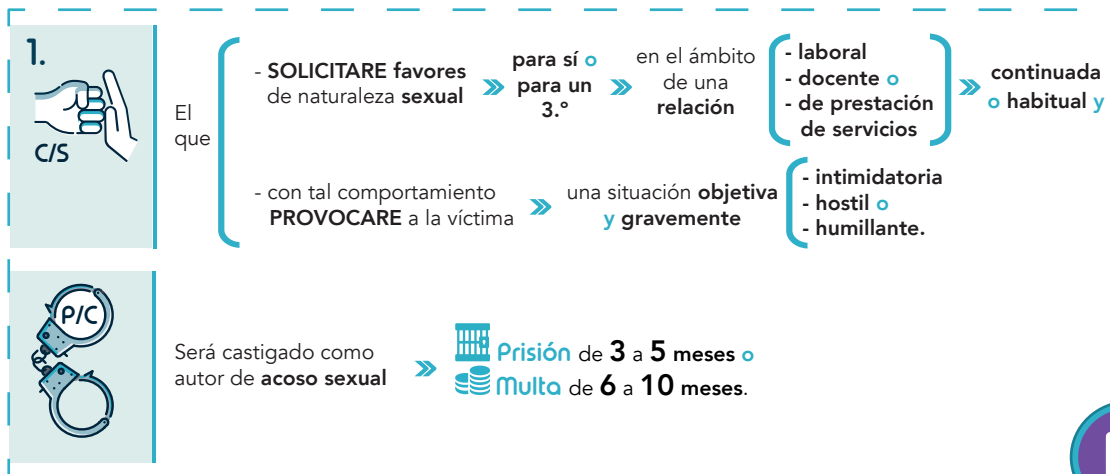 1.
C/S
El
que
- SOLICITARE favores
de naturaleza sexual
para sí o
para un
3.º
en el ámbito
de una
relación
- laboral
- docente o
- de prestación
de servicios
continuada
o habitual y
- con tal comportamiento
PROVOCARE a la víctima
una situación objetiva
y gravemente
- intimidatoria
- hostil o
- humillante.
P/C
Será castigado como
autor de acoso sexual
Prisión de 3 a 5 meses o
Multa de 6 a 10 meses.